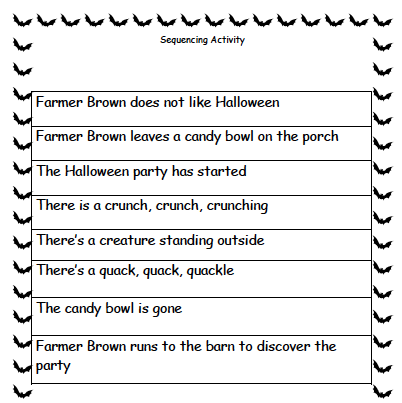 Sequencing Activity
Farmer Brown does not like Halloween
Farmer Brown leaves a candy bowl on the porch
The Halloween party has started
There is a crunch, crunch, crunching
There's a creature standing outside
There's a quack, quack, quackle
The candy bowl is gone
Farmer Brown runs to the barn to discover the
party